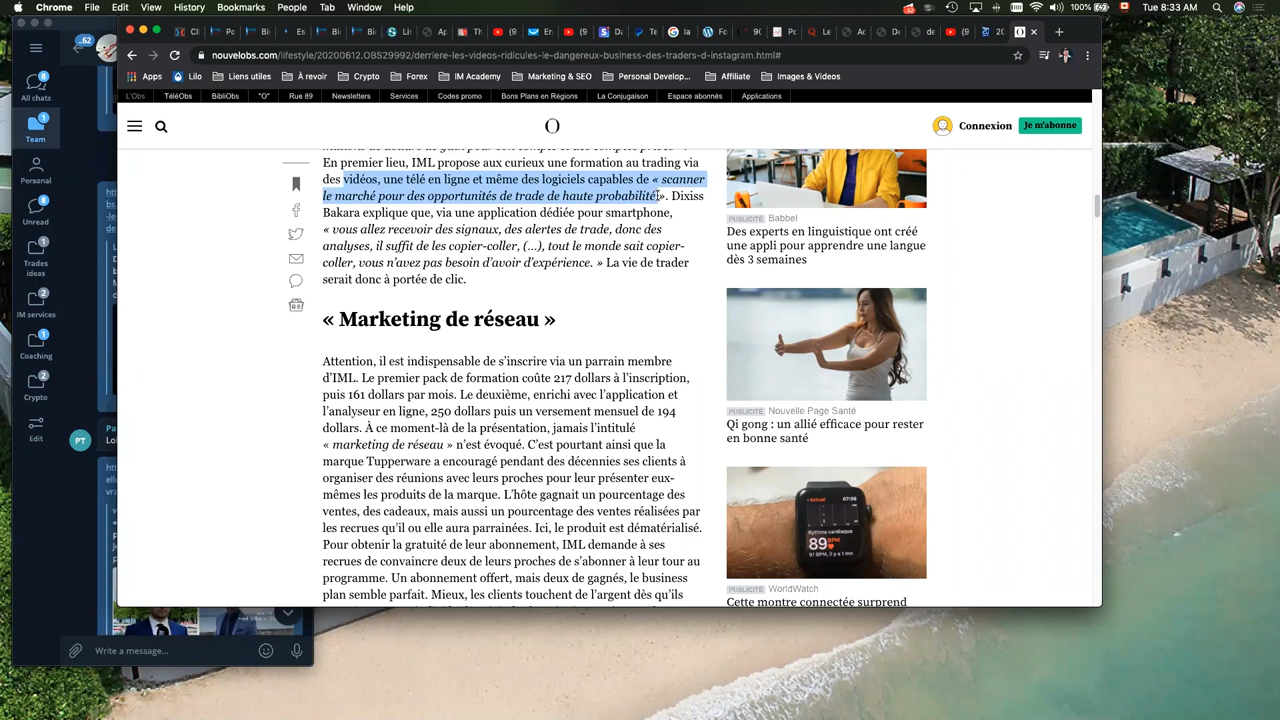 Chrome File Edit View History Bookmarks People Tab Window Help
100% Tue 8:33 AM
nouvelobs.com/lifestyle/20200612.OBS29992/derriere-les-videos-ridicules-le-dangereux-business-des-traders-d-instagram.html#
Apps Lilo Liens utiles À revoir Crypto Forex IM Academy Marketing & SEO Personal Develop... Affiliate Images & Videos
L'Obs TéléObs BibliObs "O" Rue 89 Newsletters Services Codes promo Bons Plans en Régions La Conjugaison Espace abonnés Applications
O
Connexion
Je m'abonne
..62
8
All chats
1
Team
Personal
8
Unread
1
Trades
ideas
2
IM services
1
Coaching
2
Crypto
Edit
PT
Write a message...
En premier lieu, IML propose aux curieux une formation au trading via
des vidéos, une télé en ligne et même des logiciels capables de « scanner
le marché pour des opportunités de trade de haute probabilité ». Dixiss
Bakara explique que, via une application dédiée pour smartphone,
« vous allez recevoir des signaux, des alertes de trade, donc des
analyses, il suffit de les copier-coller, (…), tout le monde sait copier-
coller, vous n’avez pas besoin d’avoir d’expérience. » La vie de trader
serait donc à portée de clic.
« Marketing de réseau »
Attention, il est indispensable de s’inscrire via un parrain membre
d’IML. Le premier pack de formation coûte 217 dollars à l’inscription,
puis 161 dollars par mois. Le deuxième, enrichi avec l’application et
l’analyseur en ligne, 250 dollars puis un versement mensuel de 194
dollars. À ce moment-là de la présentation, jamais l’intitulé
« marketing de réseau » n’est évoqué. C’est pourtant ainsi que la
marque Tupperware a encouragé pendant des décennies ses clients à
organiser des réunions avec leurs proches pour leur présenter eux-
mêmes les produits de la marque. L’hôte gagnait un pourcentage des
ventes, des cadeaux, mais aussi un pourcentage des ventes réalisées par
les recrues qu’il ou elle aura parrainées. Ici, le produit est dématérialisé.
Pour obtenir la gratuité de leur abonnement, IML demande à ses
recrues de convaincre deux de leurs proches de s’abonner à leur tour au
programme. Un abonnement offert, mais deux de gagnés, le business
plan semble parfait. Mieux, les clients touchent de l’argent dès qu’ils
PUBLICITÉ Babbel
Des experts en linguistique ont créé
une appli pour apprendre une langue
dès 3 semaines
PUBLICITÉ Nouvelle Page Santé
Qi gong : un allié efficace pour rester
en bonne santé
PUBLICITÉ WorldWatch
Cette montre connectée surprend